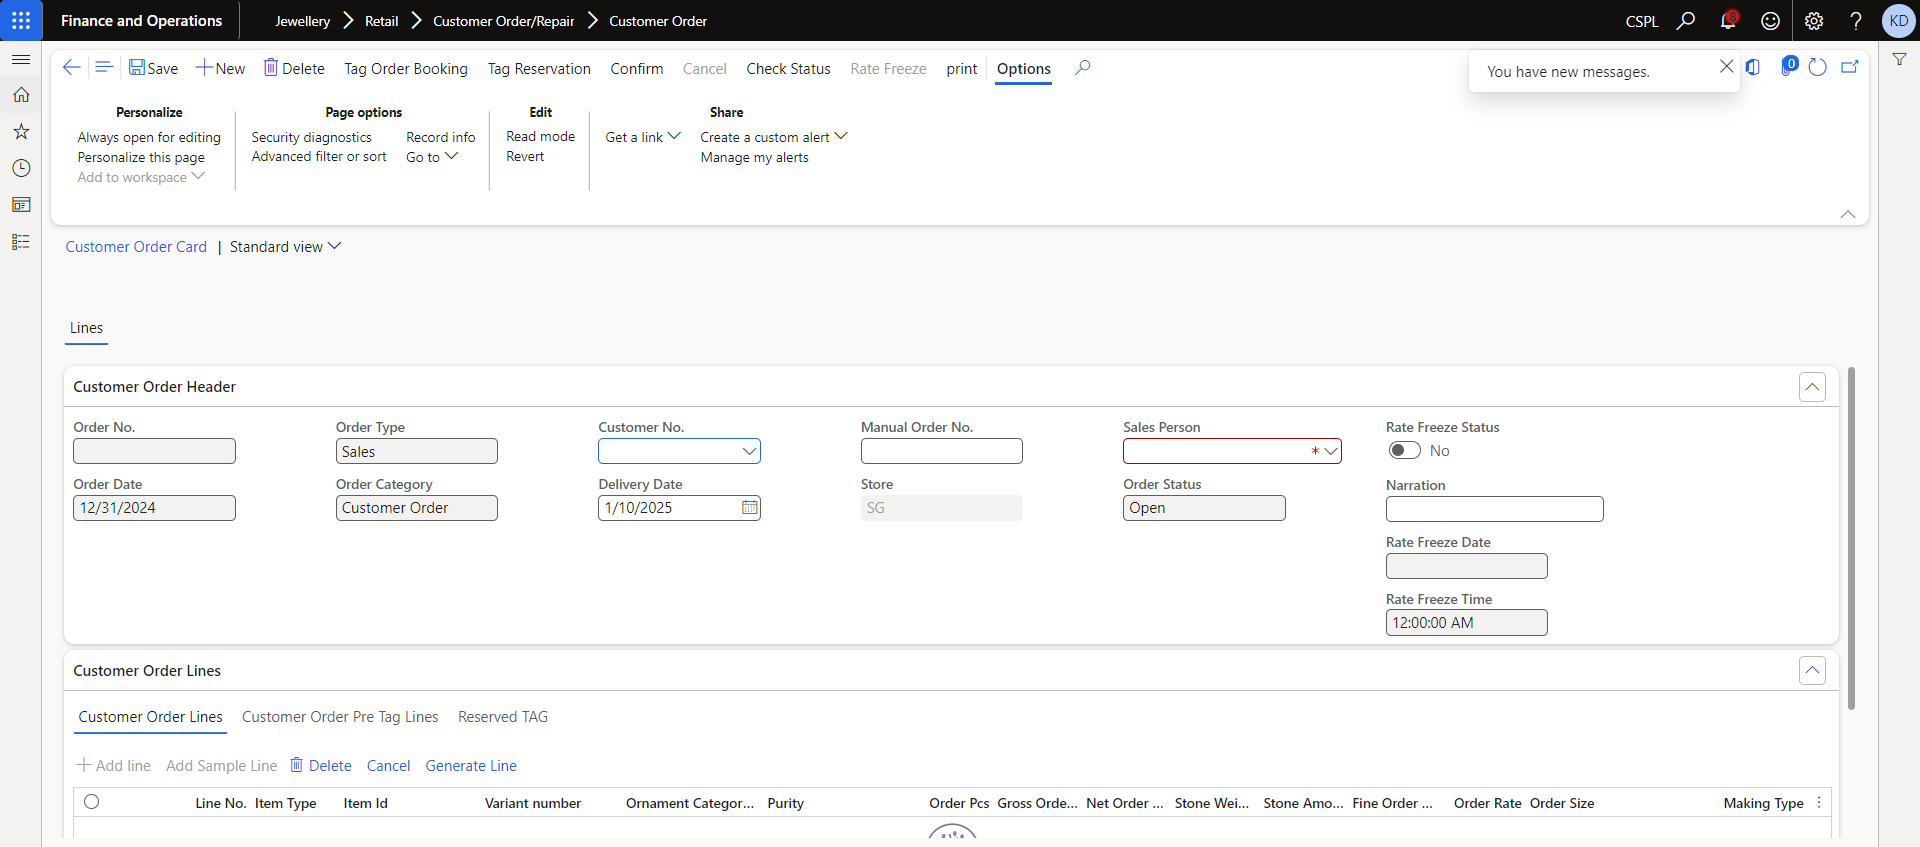 Finance and Operations Jewellery Retail Customer Order/Repair Customer Order CSPL 8 ? KD
Save New Delete Tag Order Booking Tag Reservation Confirm Cancel Check Status Rate Freeze print Options
You have new messages.
0
Personalize Page options Edit Share
Always open for editing Security diagnostics Record info Read mode Get a link Create a custom alert
Personalize this page Advanced filter or sort Go to Revert Manage my alerts
Add to workspace
Customer Order Card | Standard view
Lines
Customer Order Header
Order No. Order Type Customer No. Manual Order No. Sales Person Rate Freeze Status
Sales * No
Order Date Order Category Delivery Date Store Order Status Narration
12/31/2024 Customer Order 1/10/2025 SG Open
Rate Freeze Date
Rate Freeze Time
12:00:00 AM
Customer Order Lines
Customer Order Lines Customer Order Pre Tag Lines Reserved TAG
Add line Add Sample Line Delete Cancel Generate Line
Line No. Item Type Item Id Variant number Ornament Categor... Purity Order Pcs Gross Orde... Net Order ... Stone Wei... Stone Amo... Fine Order ... Order Rate Order Size Making Type